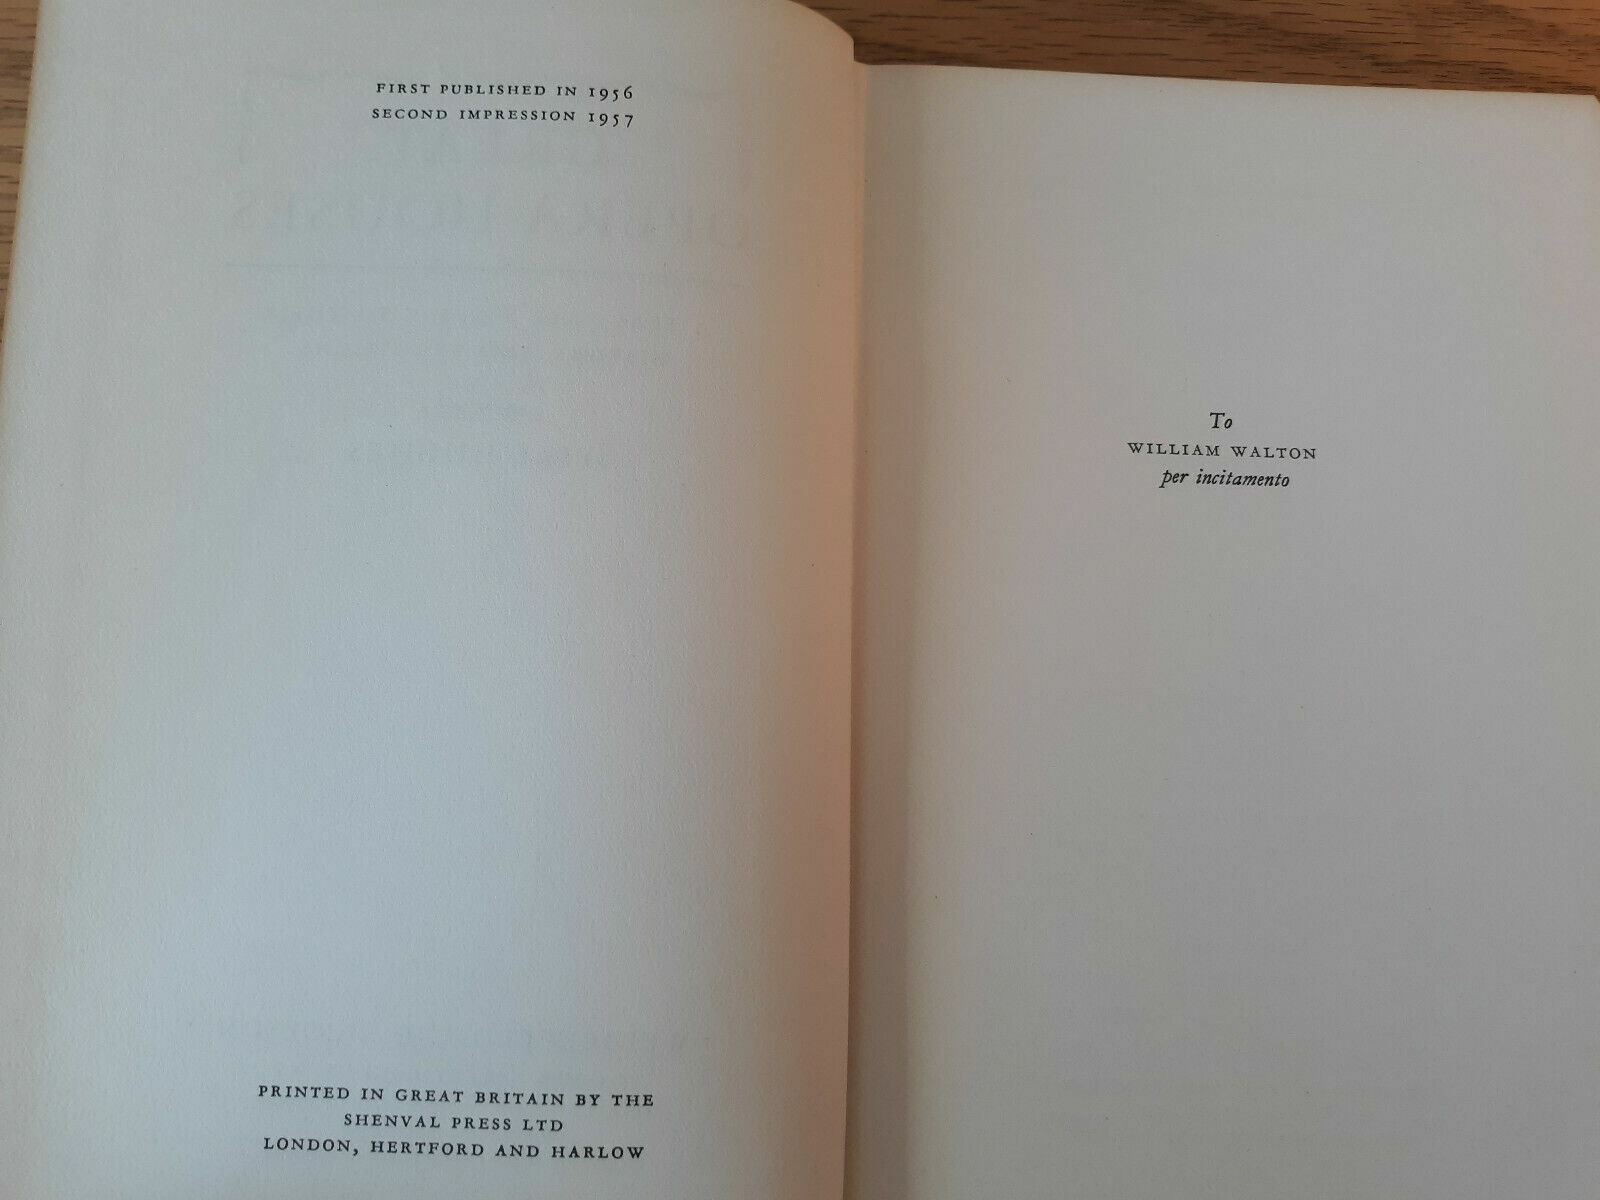 FIRST PUBLISHED IN 1956
SECOND IMPRESSION 1957
PRINTED IN GREAT BRITAIN BY THE
SHENVAL PRESS LTD
LONDON, HERTFORD AND HARLOW
To
WILLIAM WALTON
per incitamento